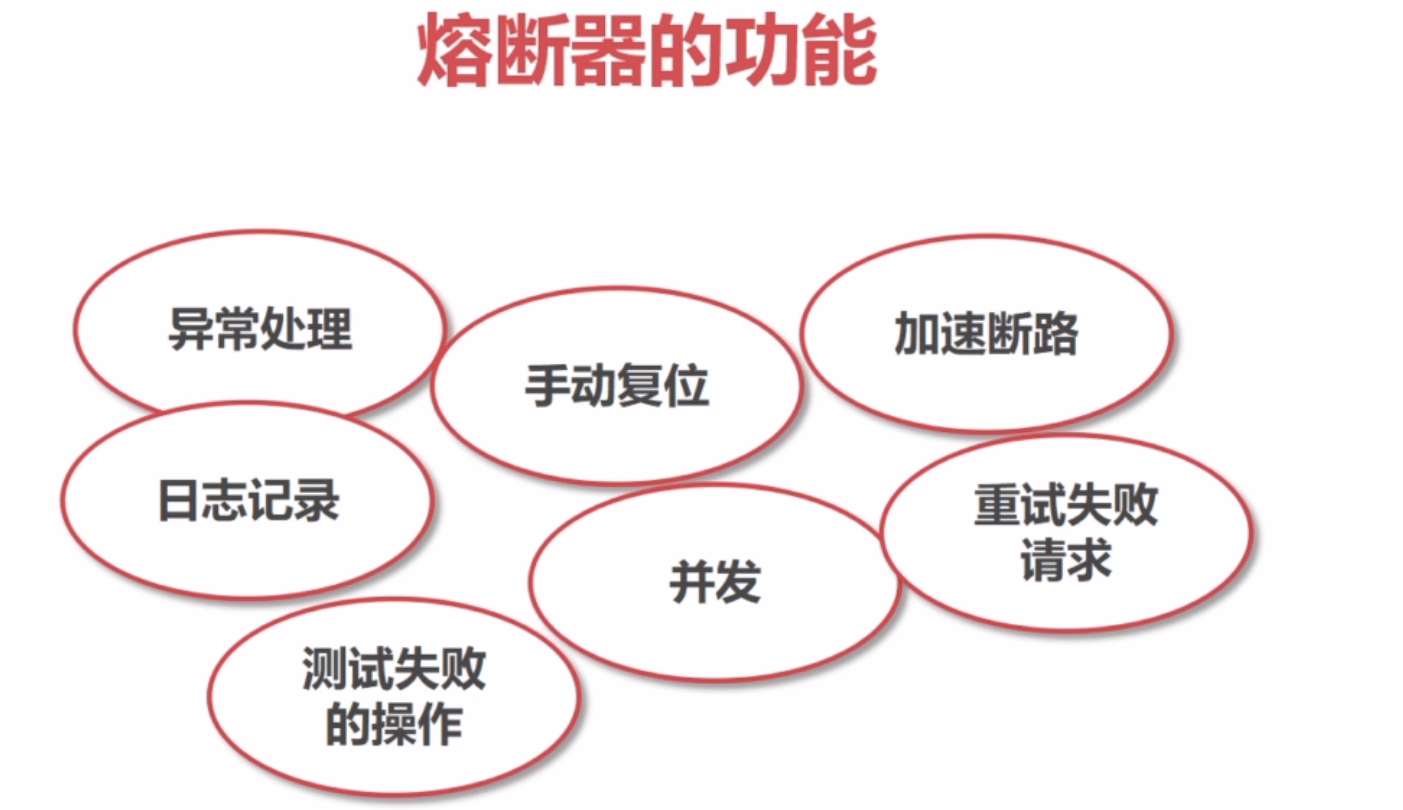 熔断器的功能
异常处理
手动复位
加速断路
日志记录
并发
重试失败
请求
测试失败
的操作